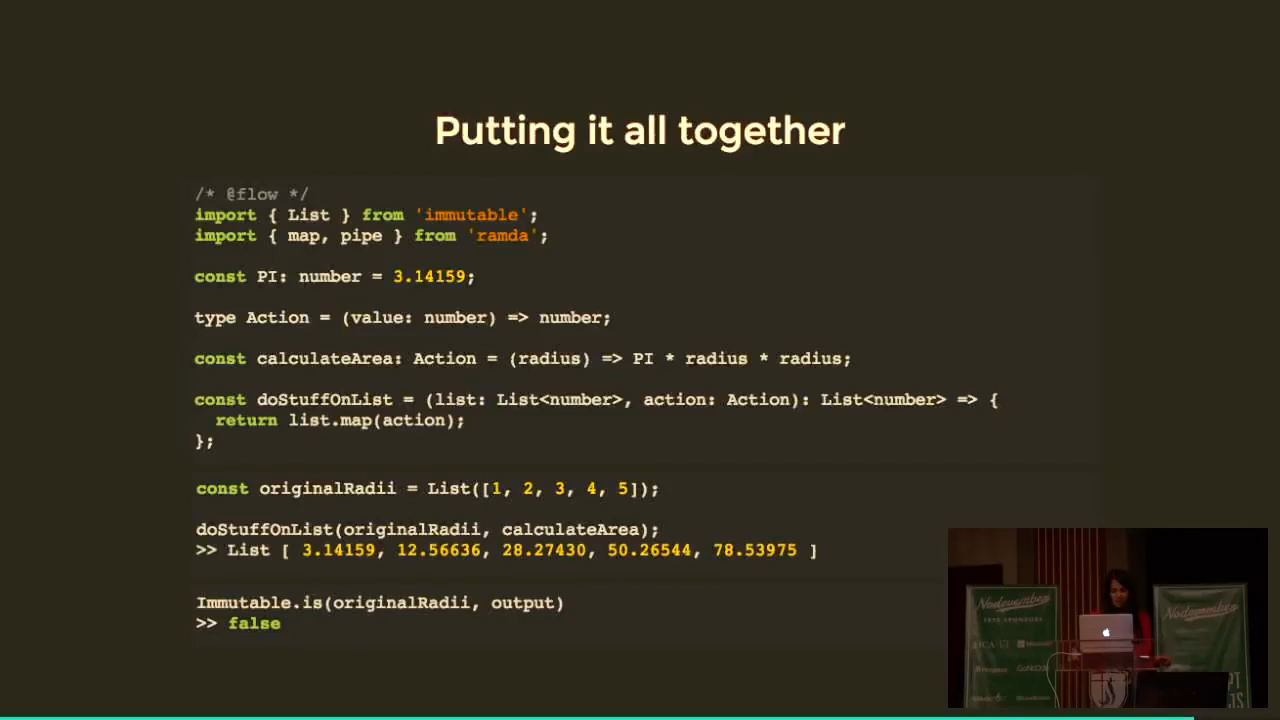 Putting it all together
/* @flow */
import { List } from 'immutable';
import { map, pipe } from 'ramda';
const PI: number = 3.14159;
type Action = (value: number) => number;
const calculateArea: Action = (radius) => PI * radius * radius;
const doStuffOnList = (list: List<number>, action: Action): List<number> => {
return list.map(action);
};
const originalRadii = List([1, 2, 3, 4, 5]);
doStuffOnList(originalRadii, calculateArea);
>> List [ 3.14159, 12.56636, 28.27430, 50.26544, 78.53975 ]
Immutable.is(originalRadii, output)
>> false
Nodevember
Nodevember